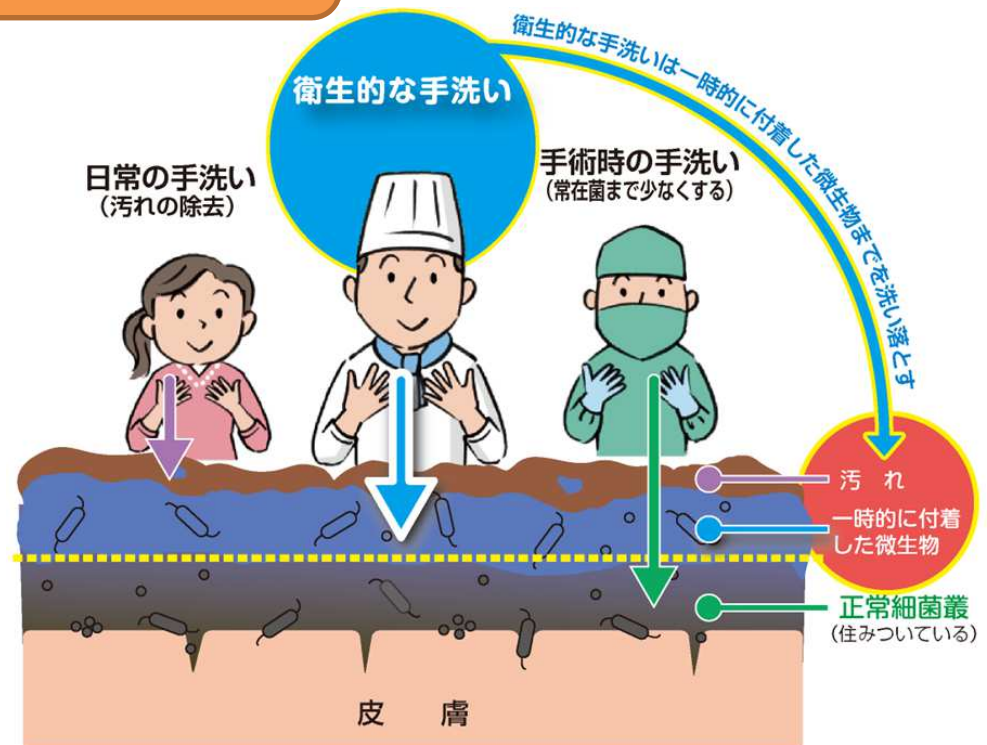 衛生的な手洗いは一時的に付着した微生物までを洗い落とす
衛生的な手洗い
日常の手洗い
（汚れの除去）
手術時の手洗い
（常在菌まで少なくする）
汚 れ
一時的に付着
した微生物
正常細菌叢
（住みついている）
皮 膚